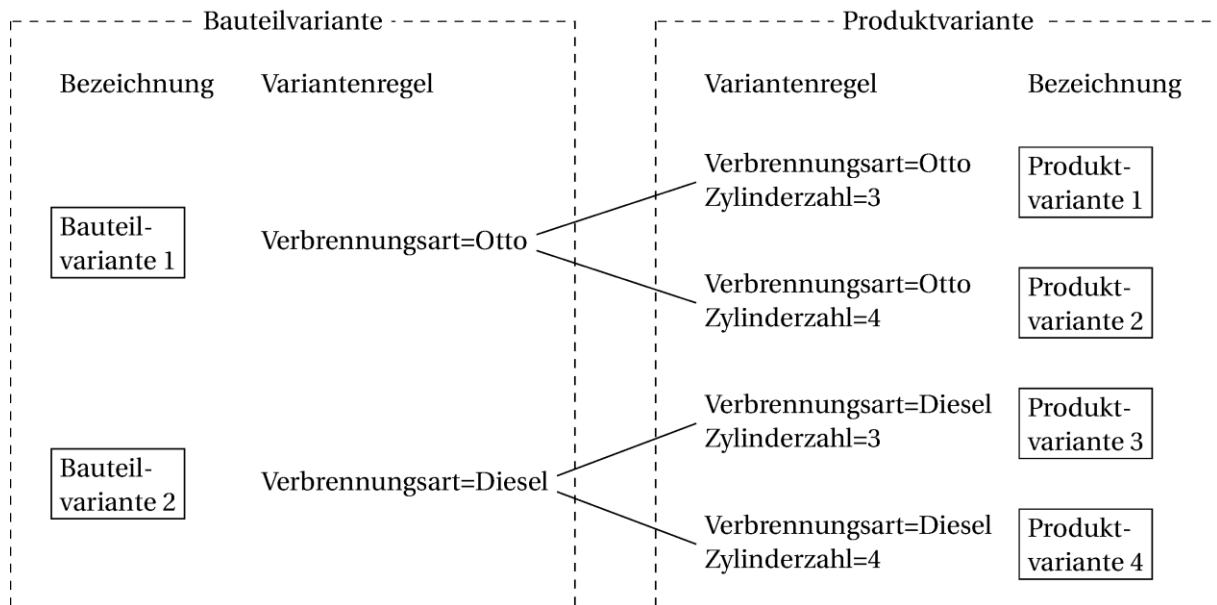 Bauteilvariante
Bezeichnung Variantenregel
Bauteil-
variante 1
Verbrennungsart=Otto
Bauteil-
variante 2
Verbrennungsart=Diesel
Produktvariante
Variantenregel Bezeichnung
Verbrennungsart=Otto
Zylinderzahl=3
Produkt-
variante 1
Verbrennungsart=Otto
Zylinderzahl=4
Produkt-
variante 2
Verbrennungsart=Diesel
Zylinderzahl=3
Produkt-
variante 3
Verbrennungsart=Diesel
Zylinderzahl=4
Produkt-
variante 4